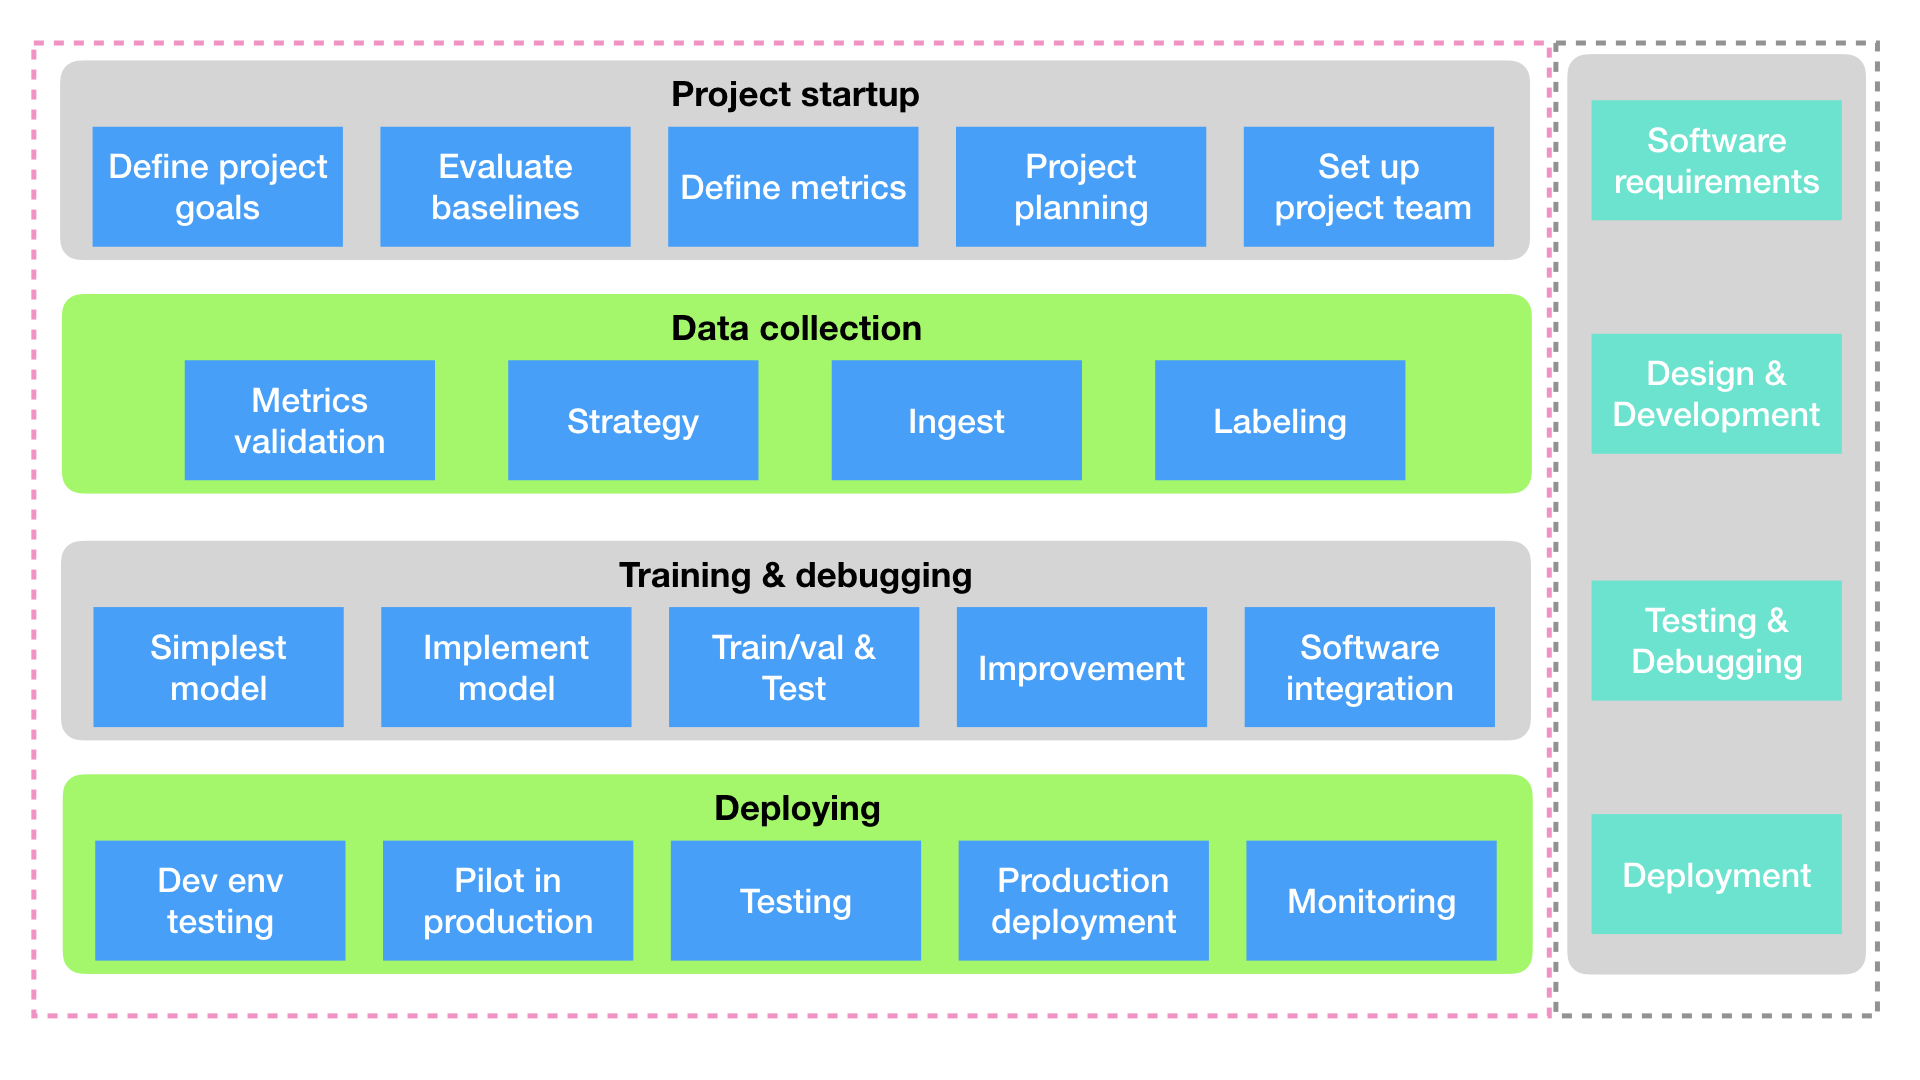 Project startup
Define project
goals
Evaluate
baselines
Define metrics
Project
planning
Set up
project team
Data collection
Metrics
validation
Strategy
Ingest
Labeling
Training & debugging
Simplest
model
Implement
model
Train/val &
Test
Improvement
Software
integration
Deploying
Dev env
testing
Pilot in
production
Testing
Production
deployment
Monitoring
Software
requirements
Design &
Development
Testing &
Debugging
Deployment